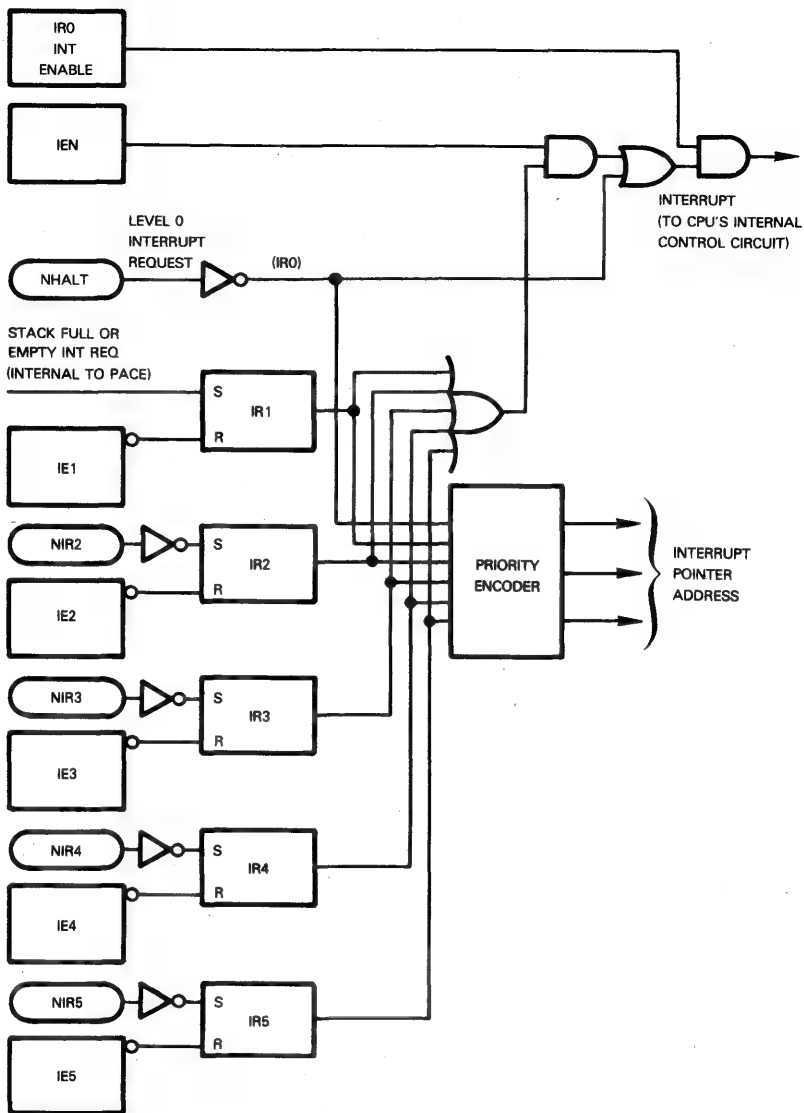 IR0
INT
ENABLE
IEN
INTERRUPT
(TO CPU'S INTERNAL
CONTROL CIRCUIT)
LEVEL 0
INTERRUPT
REQUEST
(IR0)
NHALT
STACK FULL OR
EMPTY INT REQ
(INTERNAL TO PACE)
S
IR1
R
IE1
NIR2
S
IR2
R
IE2
PRIORITY
ENCODER
INTERRUPT
POINTER
ADDRESS
NIR3
S
IR3
R
IE3
NIR4
S
IR4
R
IE4
NIR5
S
IR5
R
IE5